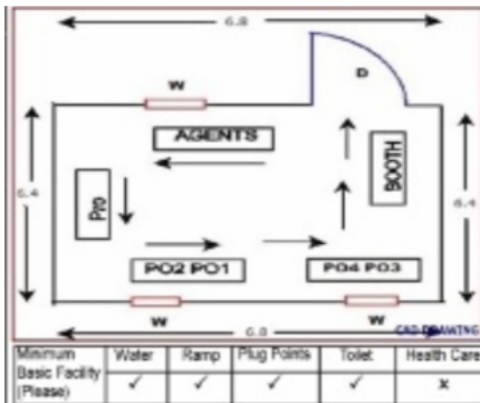 6.8
W
D
AGENTS
BOOTH
Pro
6.4
6.4
PO2 PO1
PO4 PO3
W
W
6.8
CAD DRAWING
Minimum Basic Facility (Please)
Water
Ramp
Plug Points
Toilet
Health Care
✓
✓
✓
✓
x